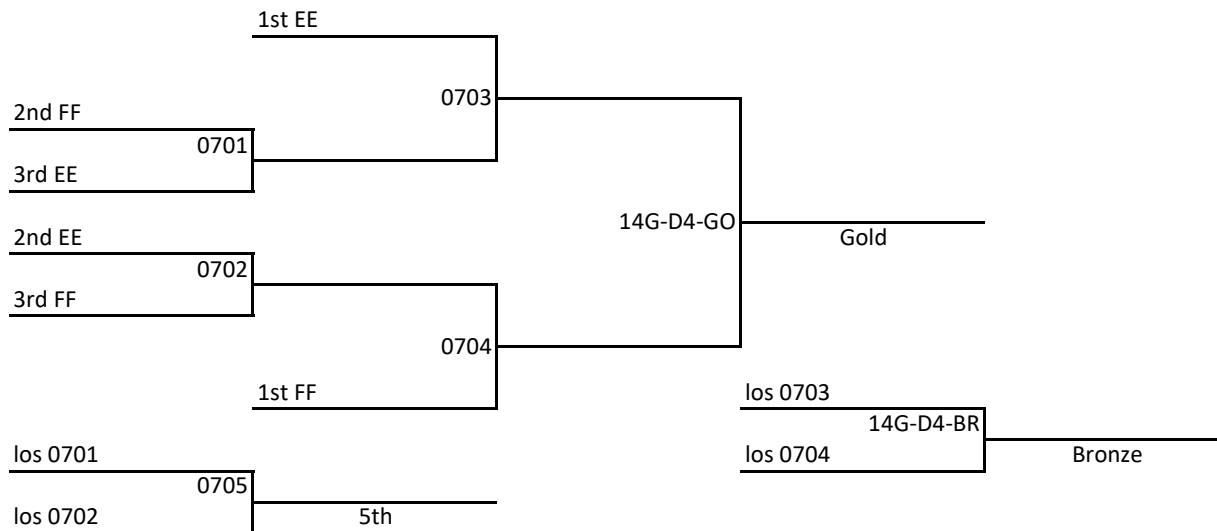 1st EE
0703
2nd FF
0701
3rd EE
14G-D4-GO
Gold
2nd EE
0702
3rd FF
0704
1st FF
los 0703
14G-D4-BR
los 0704
Bronze
los 0701
0705
los 0702
5th